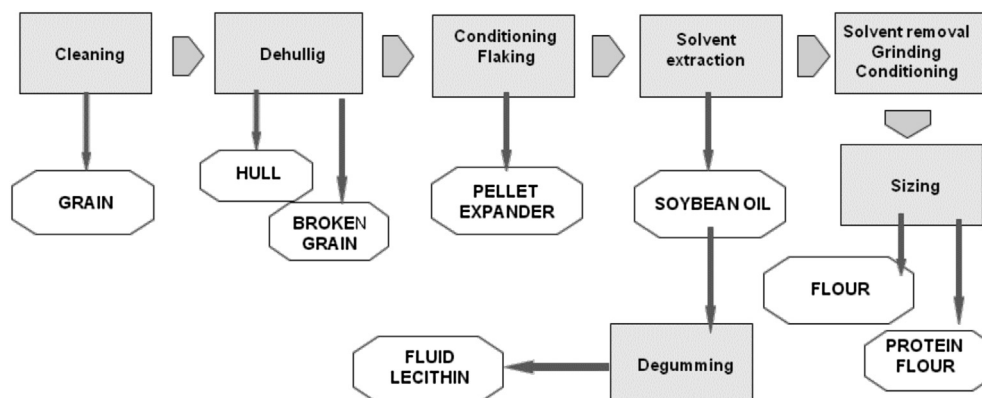 Cleaning
Dehullig
Conditioning
Flaking
Solvent
extraction
Solvent removal
Grinding
Conditioning
GRAIN
HULL
BROKEN
GRAIN
PELLET
EXPANDER
SOYBEAN OIL
Sizing
FLOUR
PROTEIN
FLOUR
Degumming
FLUID
LECITHIN